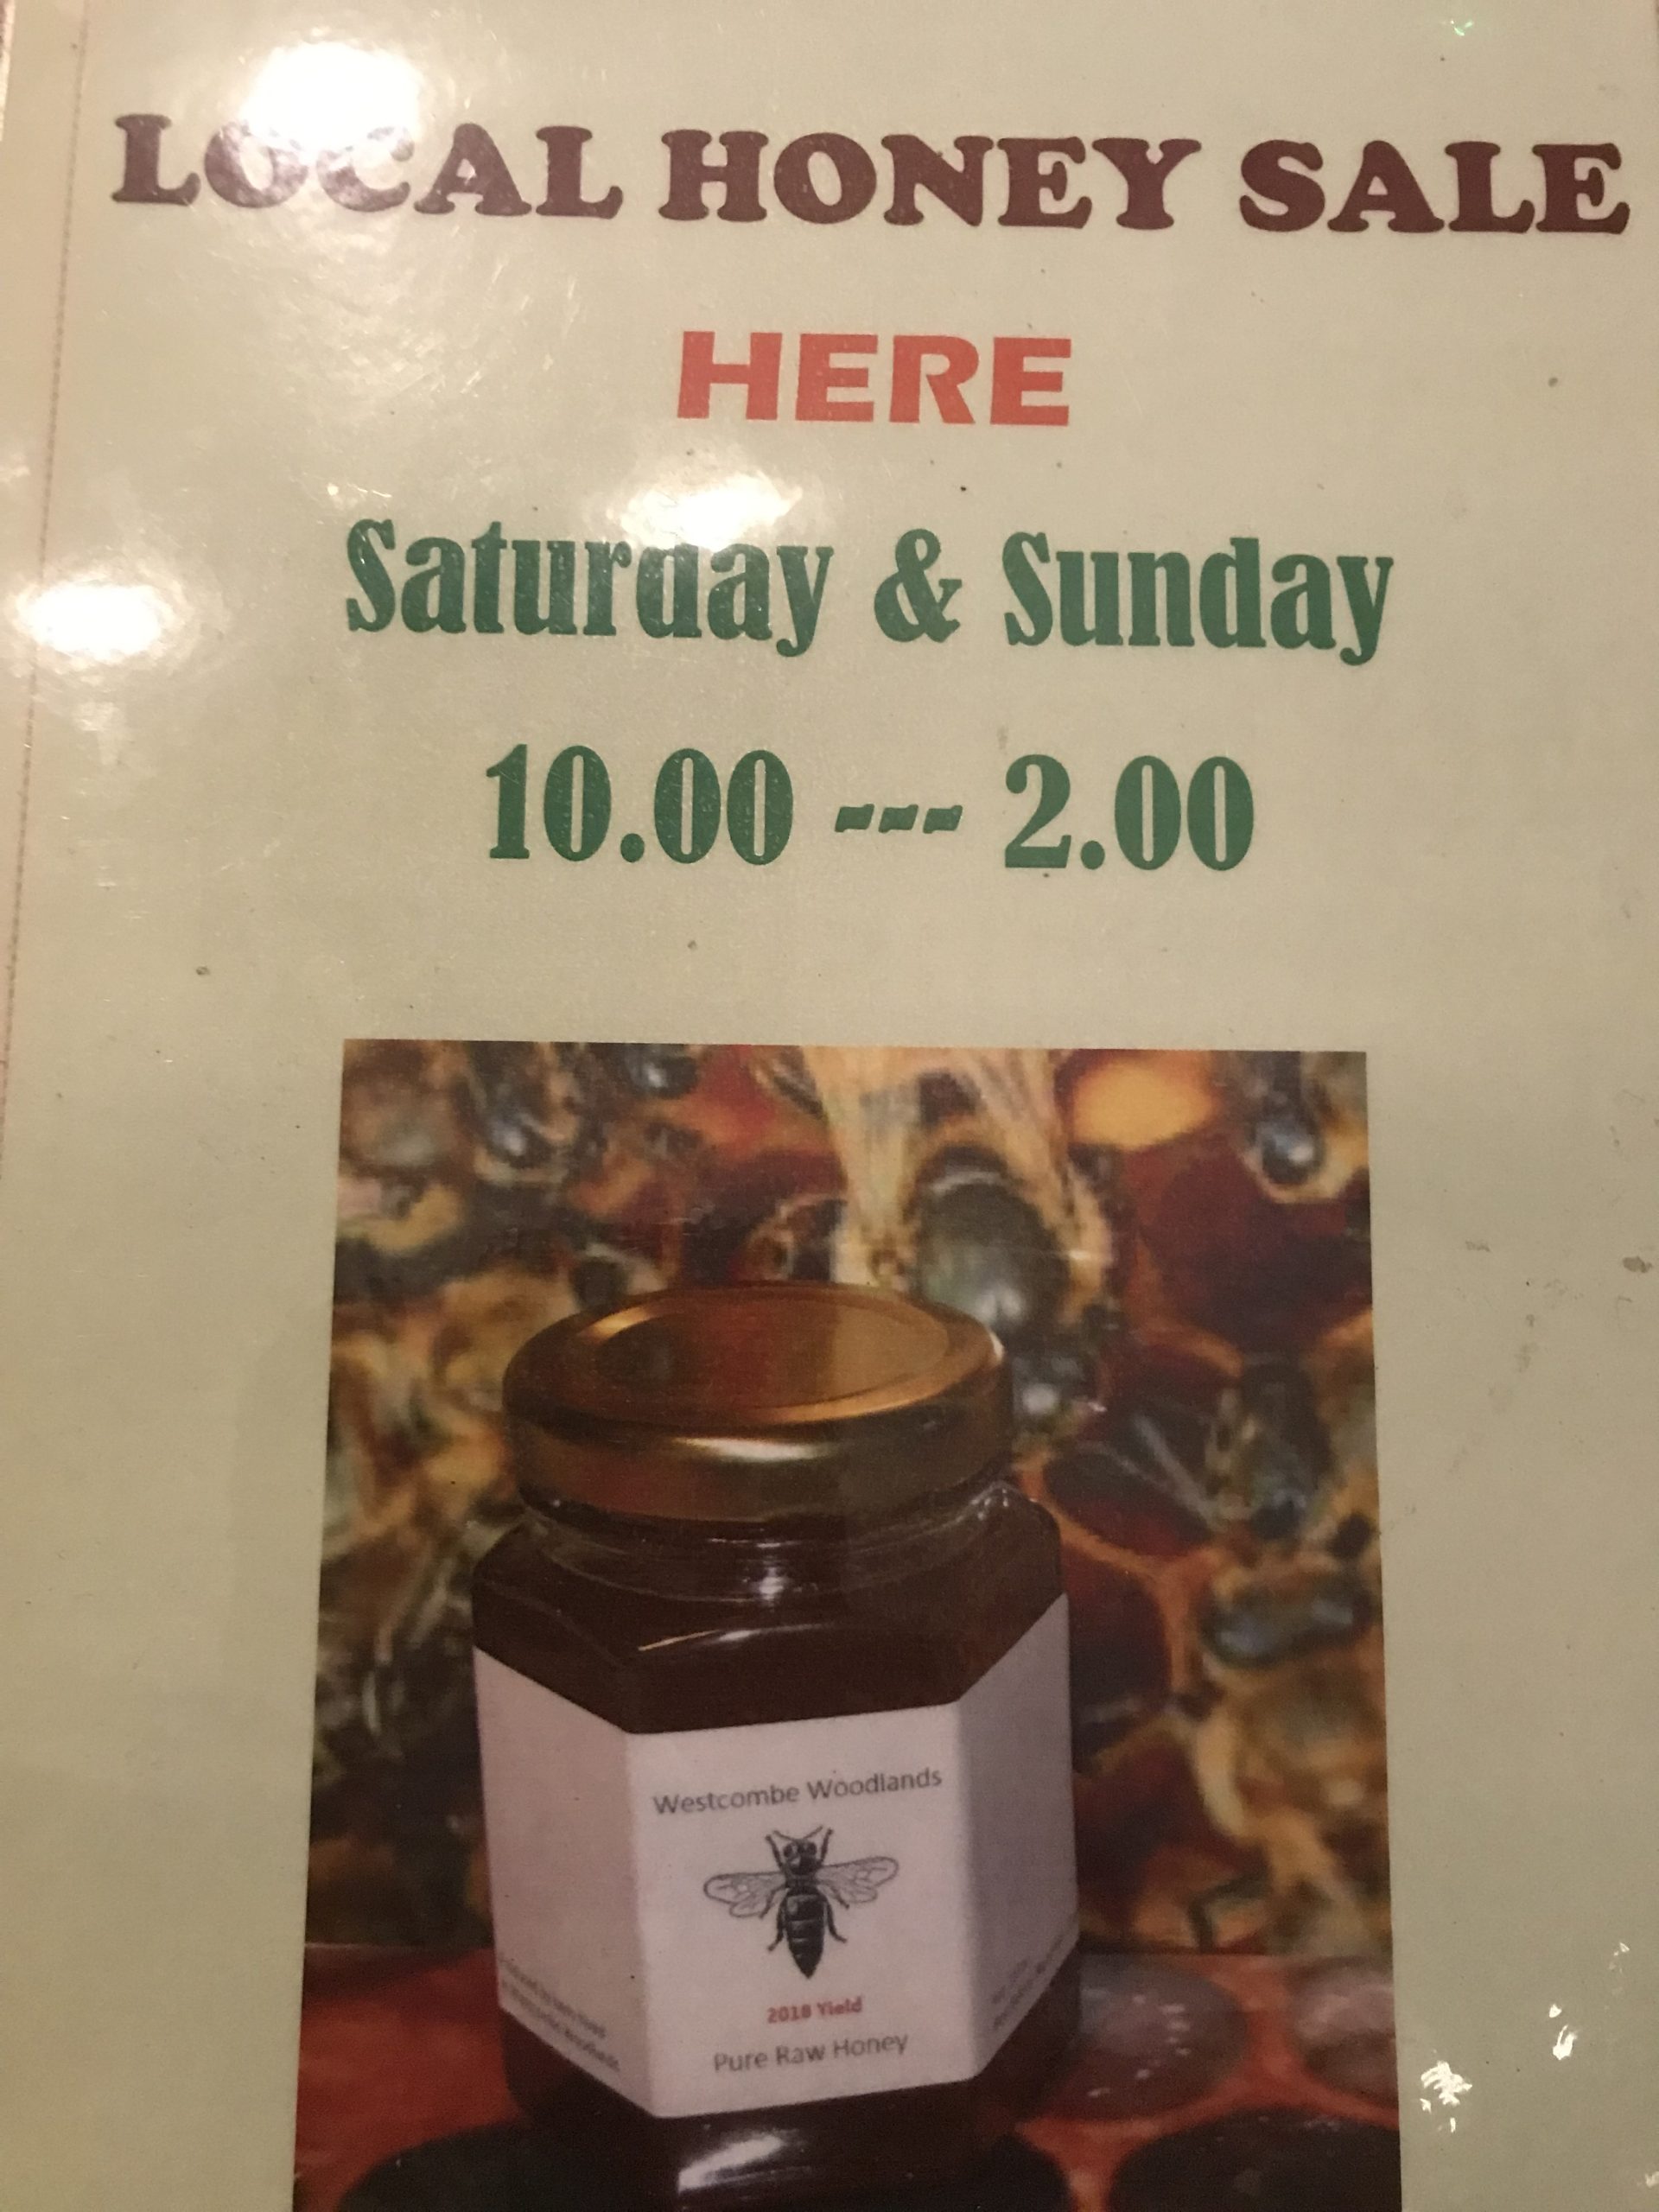 LOCAL HONEY SALE
HERE
Saturday & Sunday
10.00 --- 2.00
Westcombe Woodlands
2018 Yield
Pure Raw Honey